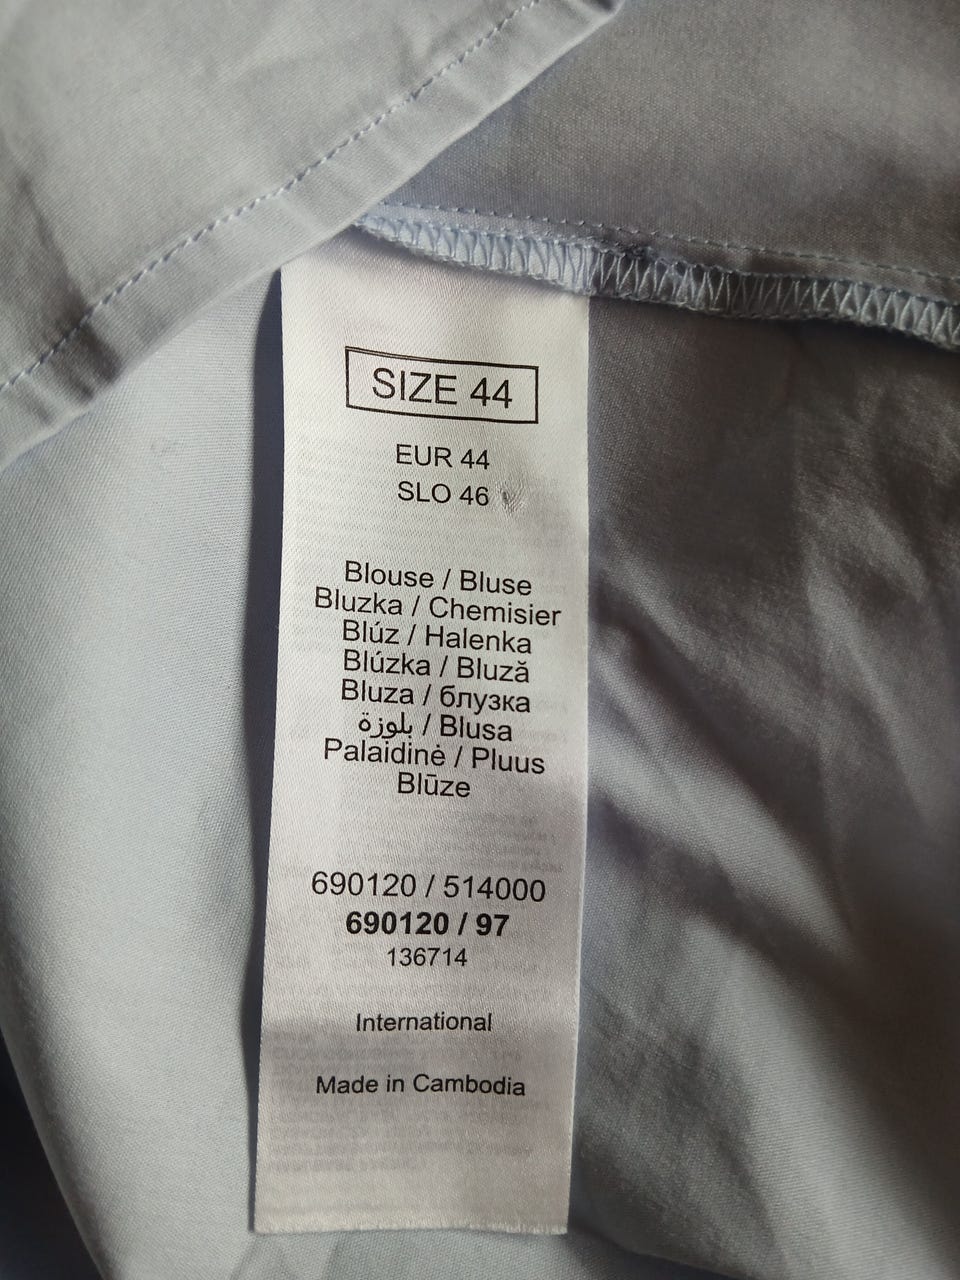 SIZE 44
EUR 44
SLO 46
Blouse / Bluse
Bluzka / Chemisier
Blúz / Halenka
Blúzka / Bluză
Bluza / блузка
بلوزة / Blusa
Palaidinė / Pluus
Blūze
690120 / 514000
690120 / 97
136714
International
Made in Cambodia